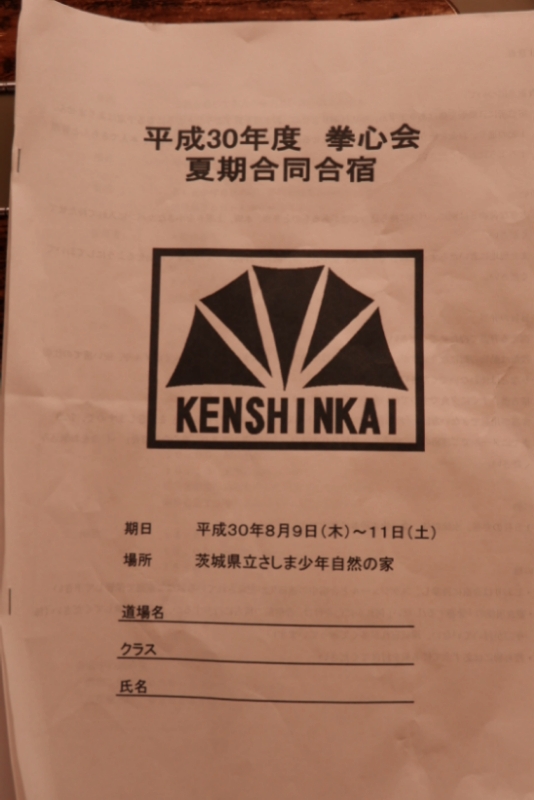 平成30年度　拳心会
夏期合同合宿
KENSHINKAI
期日　平成30年8月9日(木)～11日(土)
場所　茨城県立さしま少年自然の家
道場名
クラス
氏名